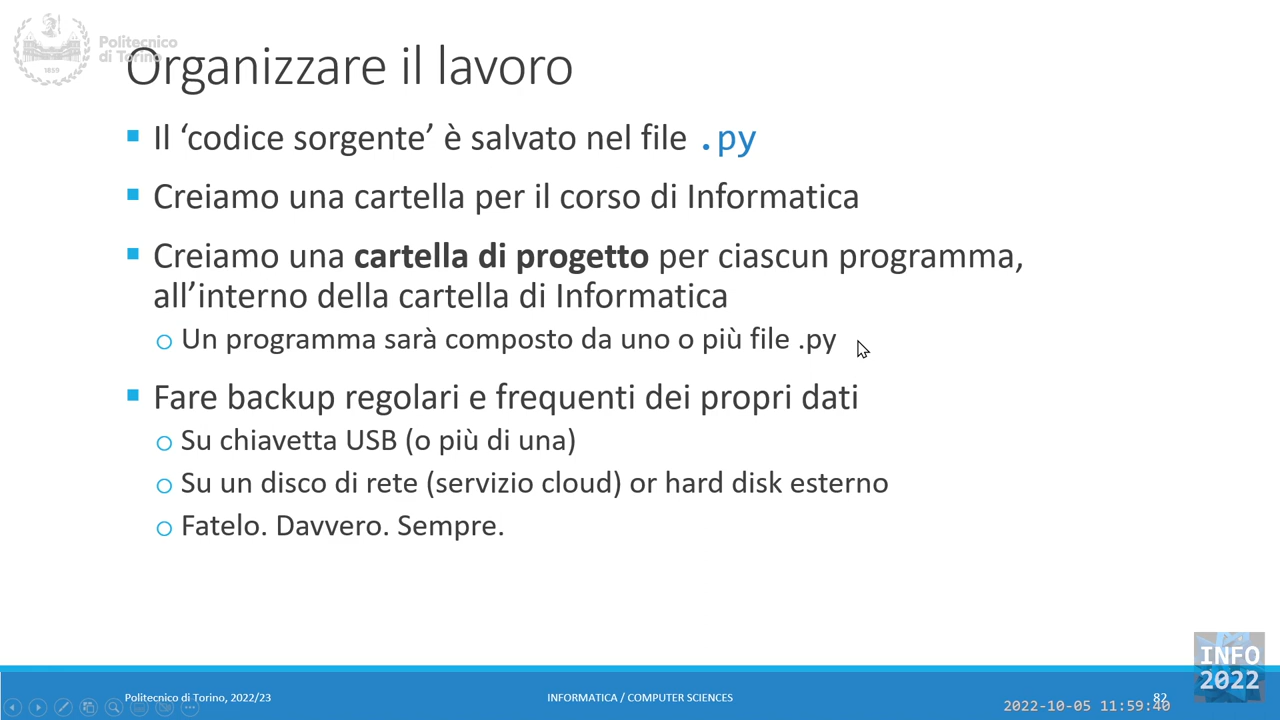 Politecnico
di Torino
1859
Organizzare il lavoro
Il ‘codice sorgente’ è salvato nel file .py
Creiamo una cartella per il corso di Informatica
Creiamo una cartella di progetto per ciascun programma,
all’interno della cartella di Informatica
Un programma sarà composto da uno o più file .py
Fare backup regolari e frequenti dei propri dati
Su chiavetta USB (o più di una)
Su un disco di rete (servizio cloud) or hard disk esterno
Fatelo. Davvero. Sempre.
INFO
2022
Politecnico di Torino, 2022/23
INFORMATICA / COMPUTER SCIENCES
82
2022-10-05 11:59:40